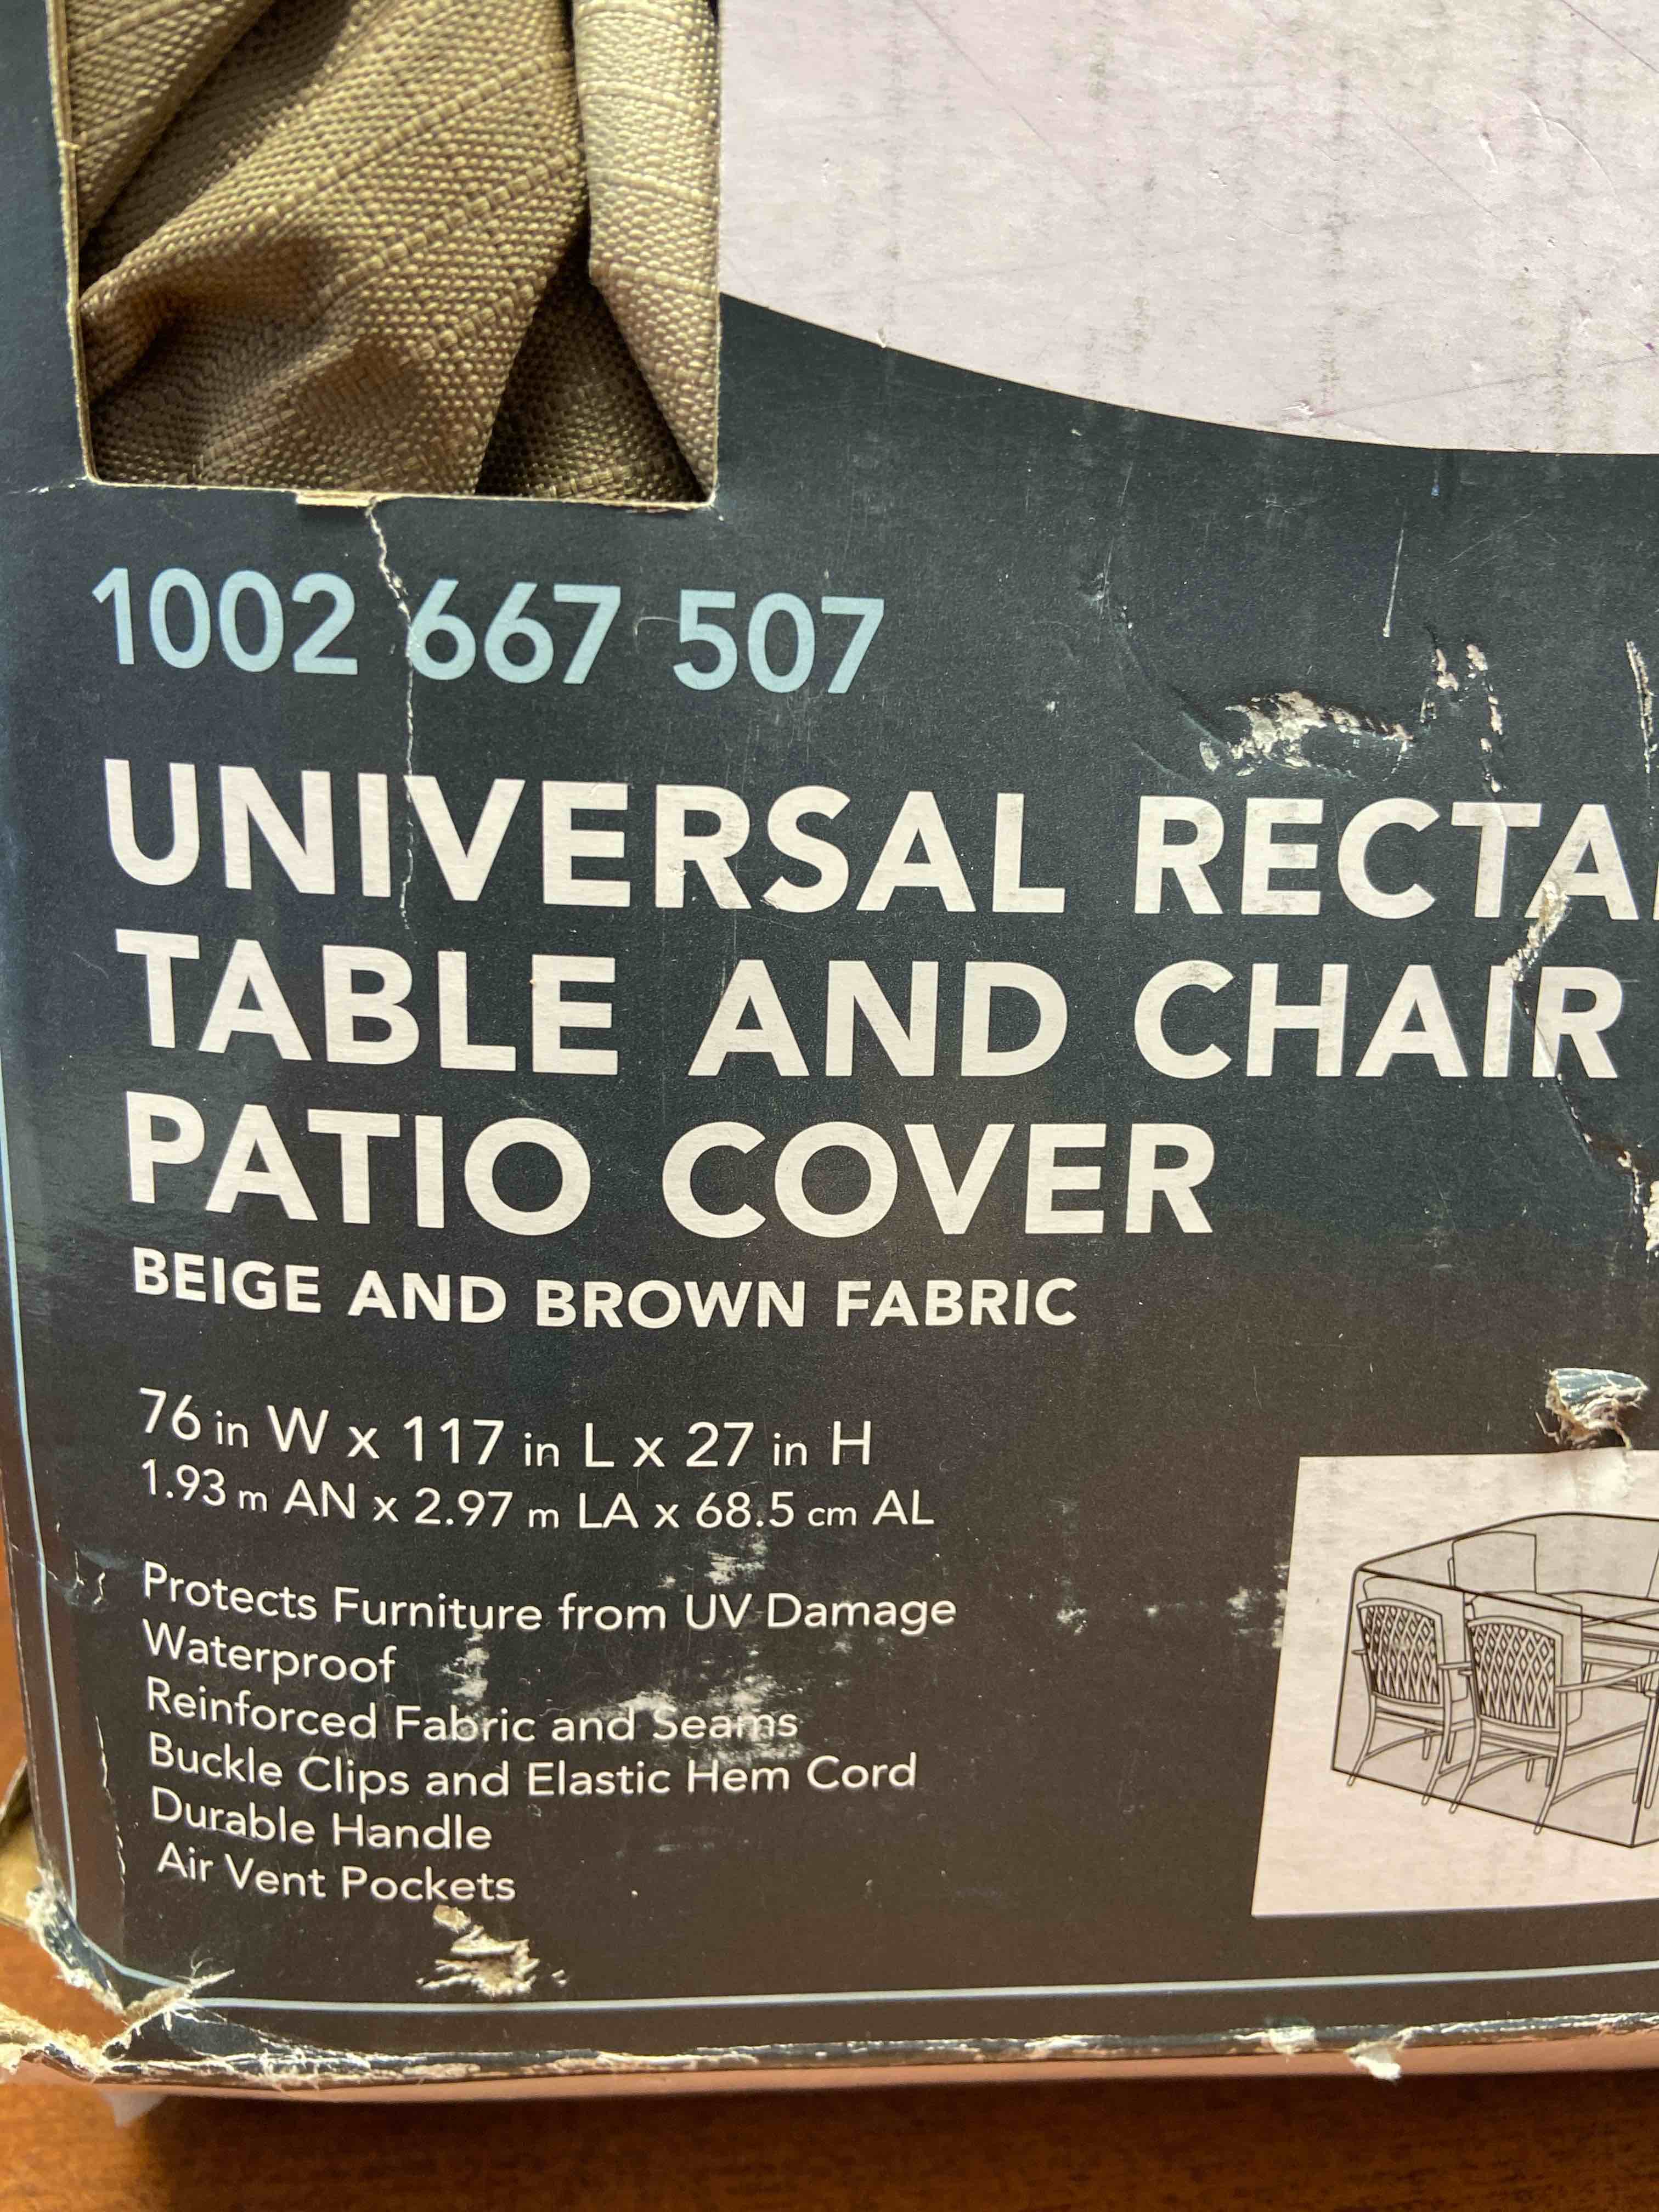 1002 667 507
UNIVERSAL RECTA
TABLE AND CHAIR
PATIO COVER
BEIGE AND BROWN FABRIC
76 in W x 117 in L x 27 in H
1.93 m AN x 2.97 m LA x 68.5 cm AL
Protects Furniture from UV Damage
Waterproof
Reinforced Fabric and Seams
Buckle Clips and Elastic Hem Cord
Durable Handle
Air Vent Pockets